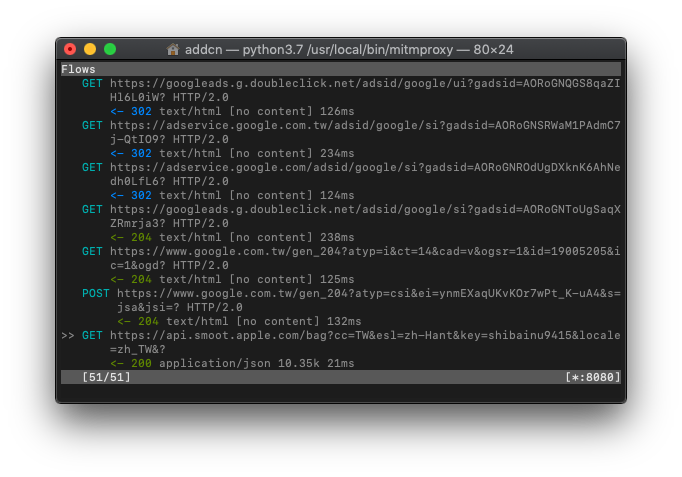 addcn — python3.7 /usr/local/bin/mitmproxy — 80×24
Flows
GET https://googleads.g.doubleclick.net/adsid/google/ui?gadsid=AORoGNQGS8qaZI
Hl6L0iW? HTTP/2.0
<- 302 text/html [no content] 126ms
GET https://adservice.google.com.tw/adsid/google/si?gadsid=AORoGNSRWaM1PAdmC7
j-QtIO9? HTTP/2.0
<- 302 text/html [no content] 234ms
GET https://adservice.google.com/adsid/google/si?gadsid=AORoGNROdUgDXknK6AhNe
dh0LfL6? HTTP/2.0
<- 302 text/html [no content] 124ms
GET https://googleads.g.doubleclick.net/adsid/google/si?gadsid=AORoGNToUgSaqX
ZRmrja3? HTTP/2.0
<- 204 text/html [no content] 238ms
GET https://www.google.com.tw/gen_204?atyp=i&ct=14&cad=v&ogsr=1&id=19005205&i
c=1&ogd? HTTP/2.0
<- 204 text/html [no content] 125ms
POST https://www.google.com.tw/gen_204?atyp=csi&ei=ynmEXaqUKvKOr7wPt_K-uA4&s=
jsa&jsi=? HTTP/2.0
<- 204 text/html [no content] 132ms
>> GET https://api.smoot.apple.com/bag?cc=TW&esl=zh-Hant&key=shibainu9415&locale
=zh_TW&?
<- 200 application/json 10.35k 21ms
[51/51] [*:8080]